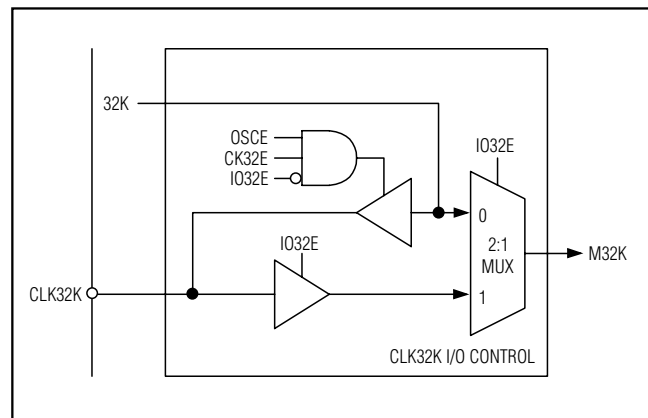 32K
OSCE
CK32E
IO32E
IO32E
0
2:1
MUX
M32K
IO32E
CLK32K
1
CLK32K I/O CONTROL